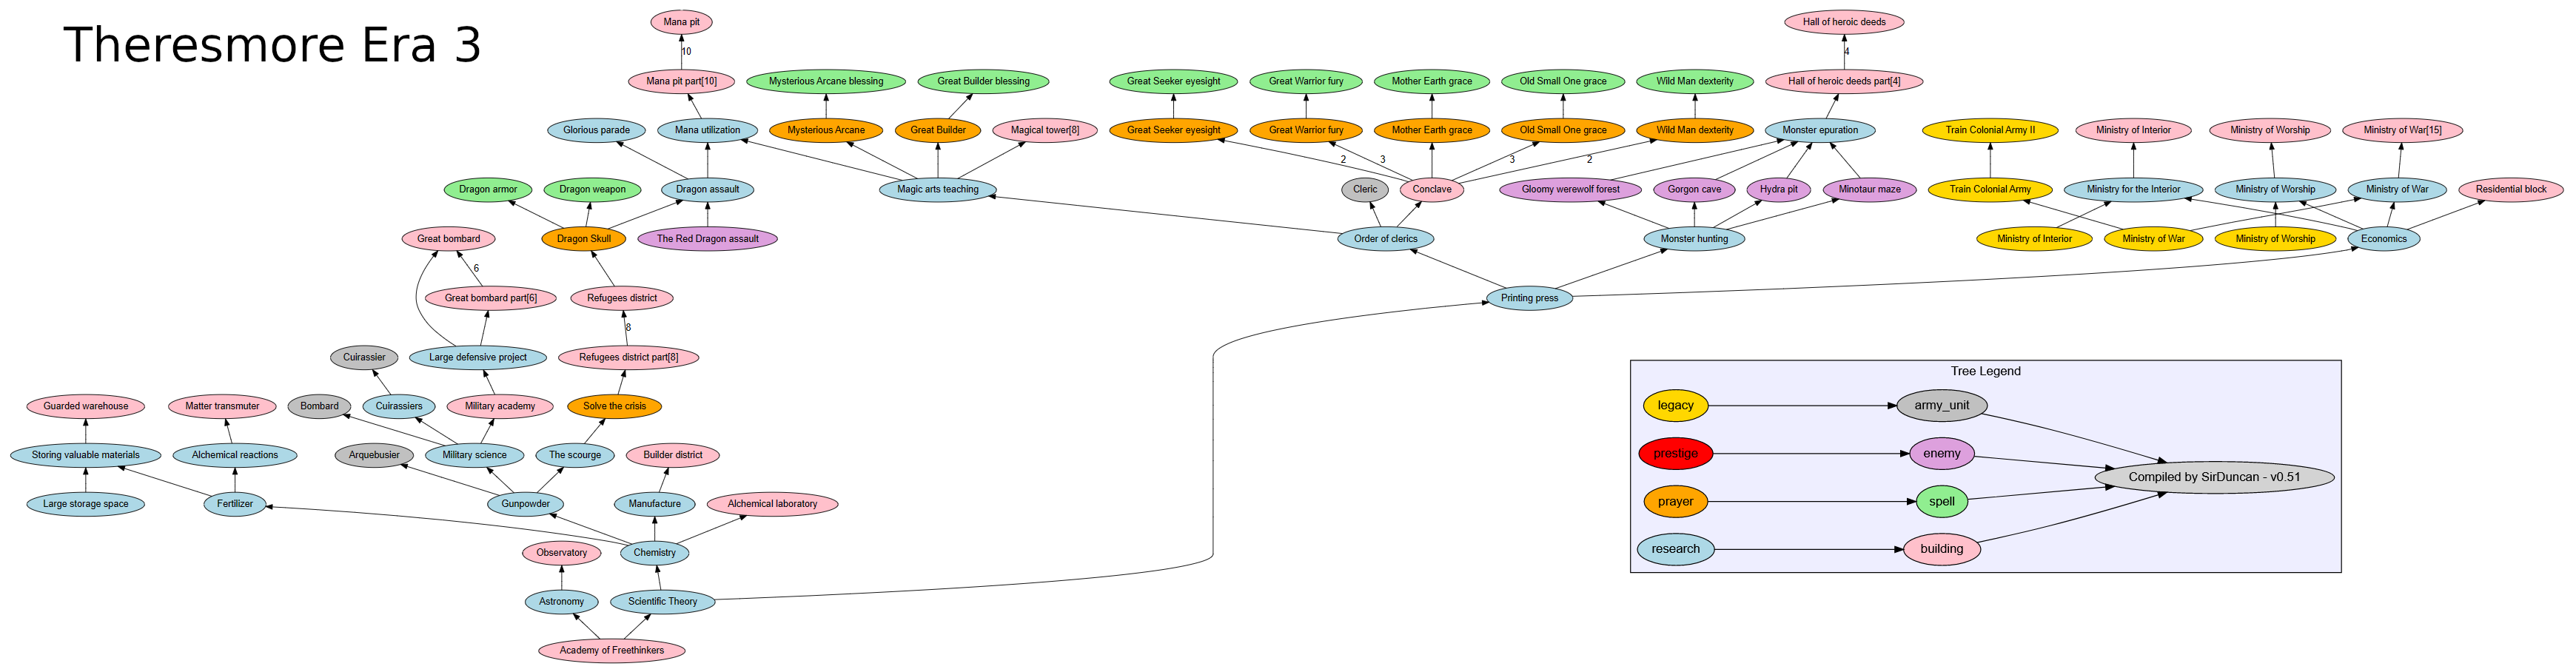 Theresmore Era 3
Mana pit
Hall of heroic deeds
10
4
Mana pit part[10]
Mysterious Arcane blessing
Great Builder blessing
Great Seeker eyesight
Great Warrior fury
Mother Earth grace
Old Small One grace
Wild Man dexterity
Hall of heroic deeds part[4]
Glorious parade
Mana utilization
Mysterious Arcane
Great Builder
Magical tower[8]
Great Seeker eyesight
Great Warrior fury
Mother Earth grace
Old Small One grace
Wild Man dexterity
Monster epuration
Train Colonial Army II
Ministry of Interior
Ministry of Worship
Ministry of War[15]
2
3
3
2
Dragon armor
Dragon weapon
Dragon assault
Magic arts teaching
Cleric
Conclave
Gloomy werewolf forest
Gorgon cave
Hydra pit
Minotaur maze
Train Colonial Army
Ministry for the Interior
Ministry of Worship
Ministry of War
Residential block
Great bombard
Dragon Skull
The Red Dragon assault
Order of clerics
Monster hunting
Ministry of Interior
Ministry of War
Ministry of Worship
Economics
6
Great bombard part[6]
Refugees district
Printing press
8
Cuirassier
Large defensive project
Refugees district part[8]
Tree Legend
Guarded warehouse
Matter transmuter
Bombard
Cuirassiers
Military academy
Solve the crisis
legacy
army_unit
Storing valuable materials
Alchemical reactions
Arquebusier
Military science
The scourge
Builder district
prestige
enemy
Compiled by SirDuncan - v0.51
Large storage space
Fertilizer
Gunpowder
Manufacture
Alchemical laboratory
prayer
spell
Observatory
Chemistry
research
building
Astronomy
Scientific Theory
Academy of Freethinkers